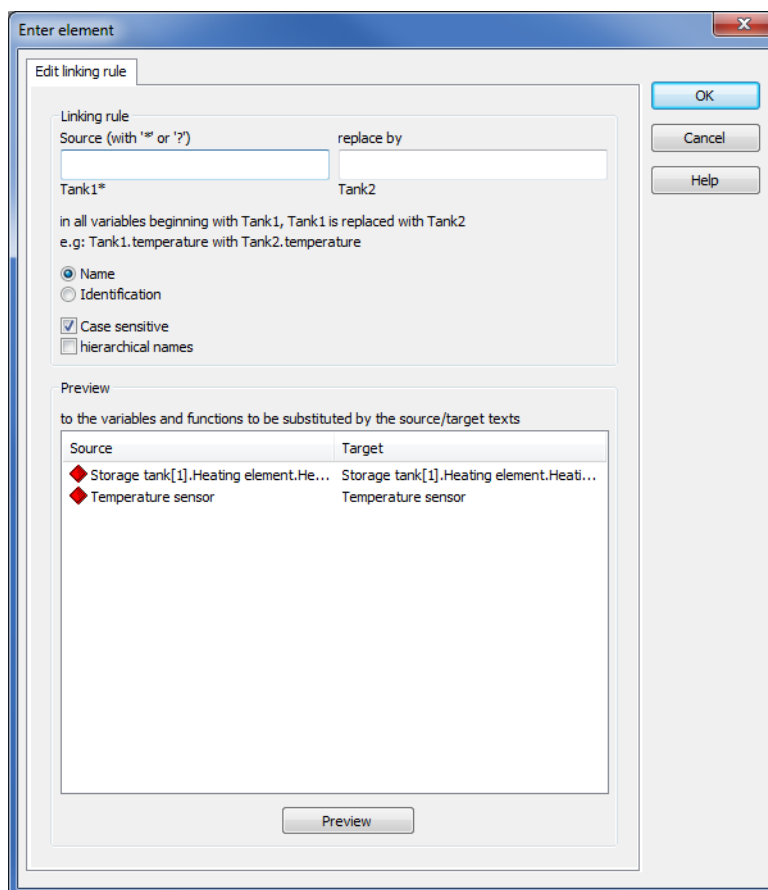 Enter element
Edit linking rule
OK
Cancel
Help
Linking rule
Source (with '*' or '?') replace by
Tank1* Tank2
in all variables beginning with Tank1, Tank1 is replaced with Tank2
e.g: Tank1.temperature with Tank2.temperature
Name
Identification
Case sensitive
hierarchical names
Preview
to the variables and functions to be substituted by the source/target texts
Source Target
Storage tank[1].Heating element.He... Storage tank[1].Heating element.Heati...
Temperature sensor Temperature sensor
Preview